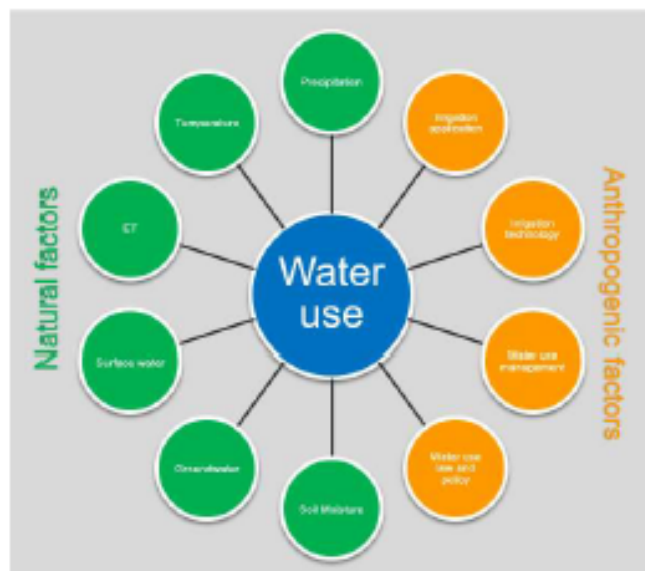 Precipitation
Temperature
Irrigation
application
ET
Irrigation
technology
Water
use
Natural factors
Anthropogenic factors
Surface water
Water use
management
Groundwater
Water use
law and
policy
Soil Moisture